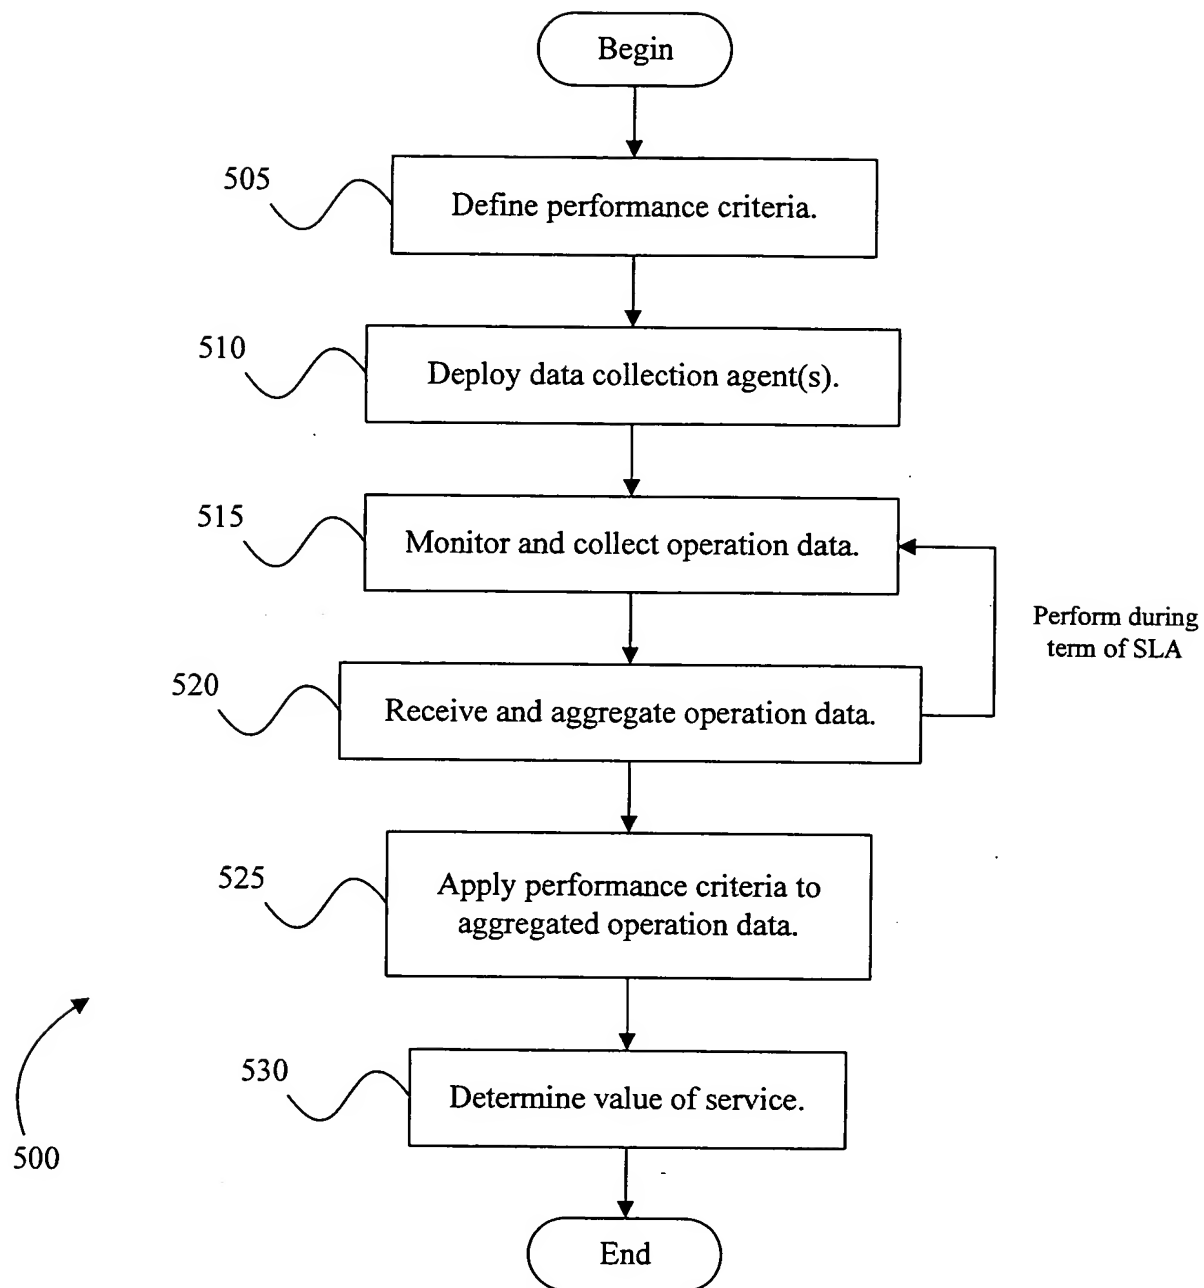 Begin
505
Define performance criteria.
510
Deploy data collection agent(s).
515
Monitor and collect operation data.
Perform during
term of SLA
520
Receive and aggregate operation data.
525
Apply performance criteria to
aggregated operation data.
530
Determine value of service.
500
End